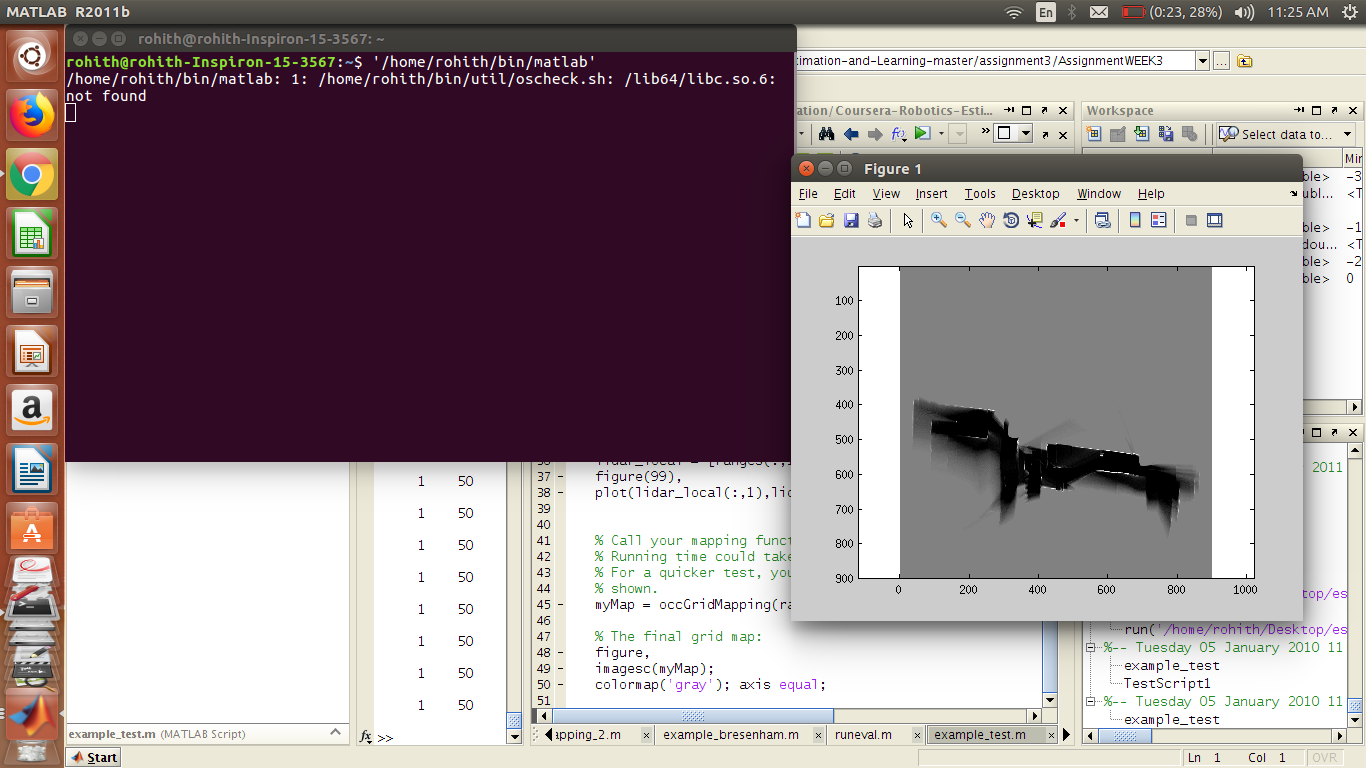 MATLAB R2011b
En
(0:23, 28%)
11:25 AM
rohith@rohith-Inspiron-15-3567: ~
rohith@rohith-Inspiron-15-3567:~$ '/home/rohith/bin/matlab'
/home/rohith/bin/matlab: 1: /home/rohith/bin/util/oscheck.sh: /lib64/libc.so.6:
not found
timation-and-Learning-master/assignment3/AssignmentWEEK3
...
ation/Coursera-Robotics-Esti...
Workspace
Select data to...
Figure 1
File Edit View Insert Tools Desktop Window Help
100
200
300
400
500
600
700
800
900
0 200 400 600 800 1000
ble> -3
ubl... <T
ble> -1
dou... <T
ble> -2
ble> 0
2011
1 50
1 50
1 50
1 50
1 50
1 50
1 50
1 50
37 - figure(99),
38 - plot(lidar_local(:,1),lic
39
40
41 % Call your mapping funct
42 % Running time could take
43 % For a quicker test, you
44 % shown.
45 - myMap = occGridMapping(ra
46
47 % The final grid map:
48 - figure,
49 - imagesc(myMap);
50 - colormap('gray'); axis equal;
51
top/es
run('/home/rohith/Desktop/es
%-- Tuesday 05 January 2010 11
example_test
TestScript1
%-- Tuesday 05 January 2010 11
example_test
example_test.m (MATLAB Script)
fx >>
apping_2.m × example_bresenham.m × runeval.m × example_test.m ×
Start
Ln 1 Col 1 OVR